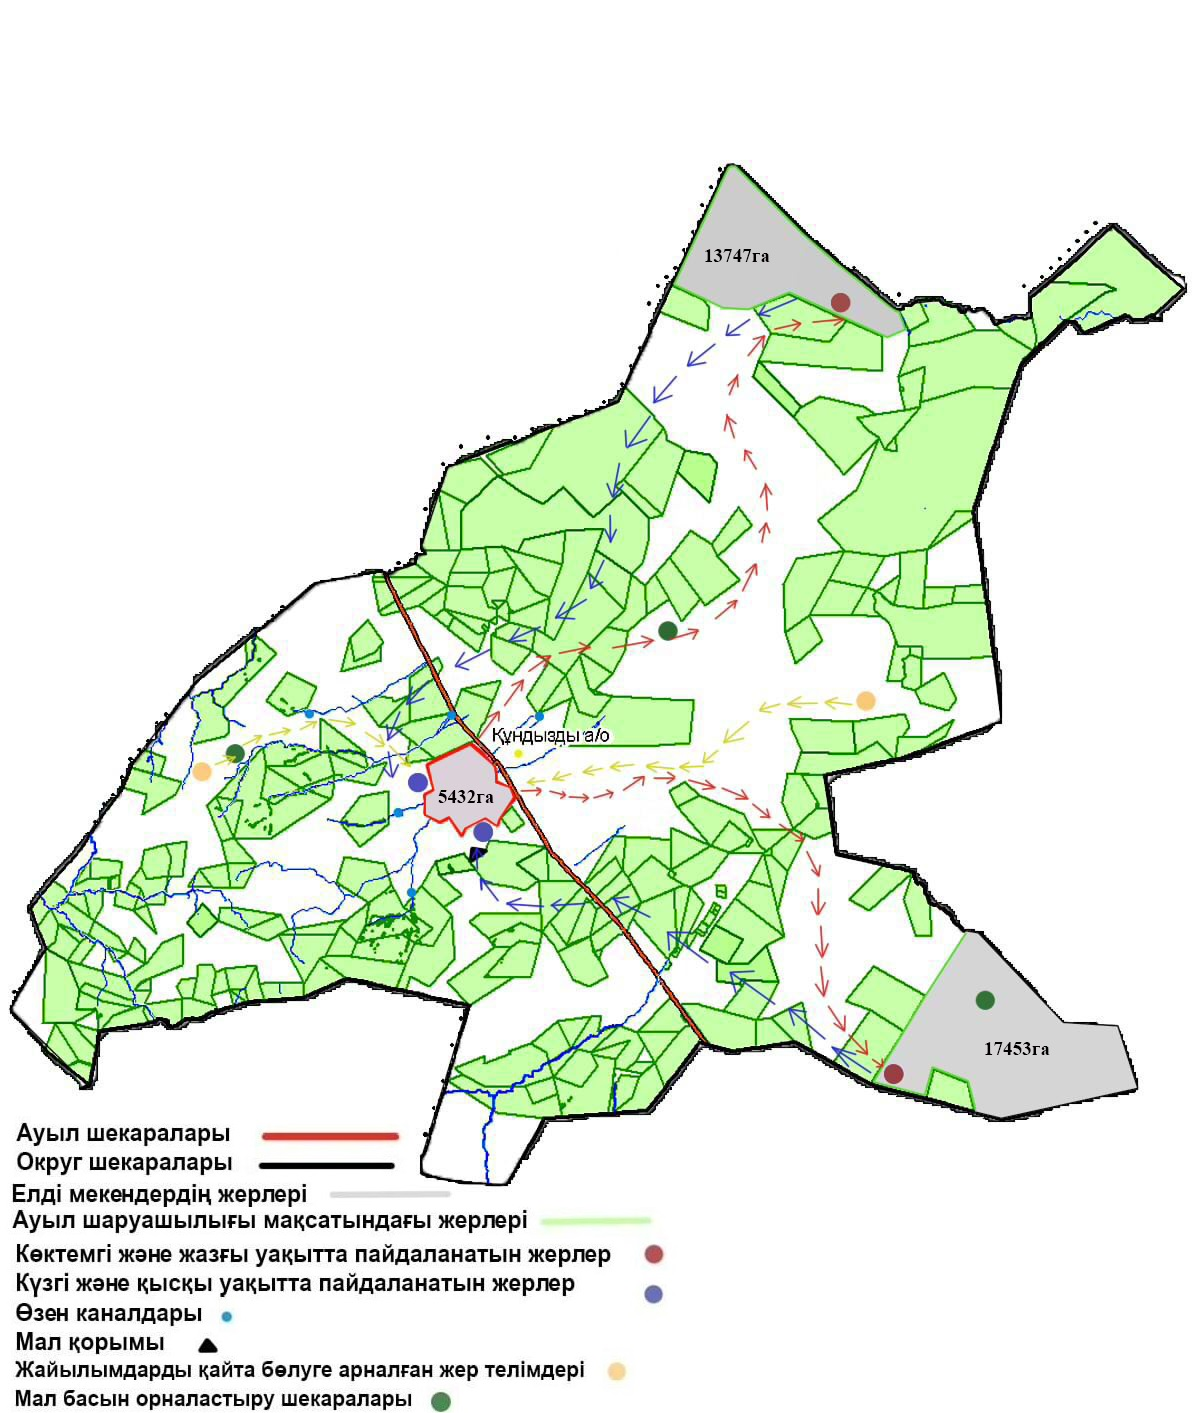 13747га
Құндызды а/о
5432га
17453га
Ауыл шекаралары
Округ шекаралары
Елді мекендердің жерлері
Ауыл шаруашылығы мақсатындағы жерлері
Көктемгі және жазғы уақытта пайдаланатын жерлер
Күзгі және қысқы уақытта пайдаланатын жерлер
Өзен каналдары
Мал қорымы
Жайылымдарды қайта бөлуге арналған жер телімдері
Мал басын орналастыру шекаралары